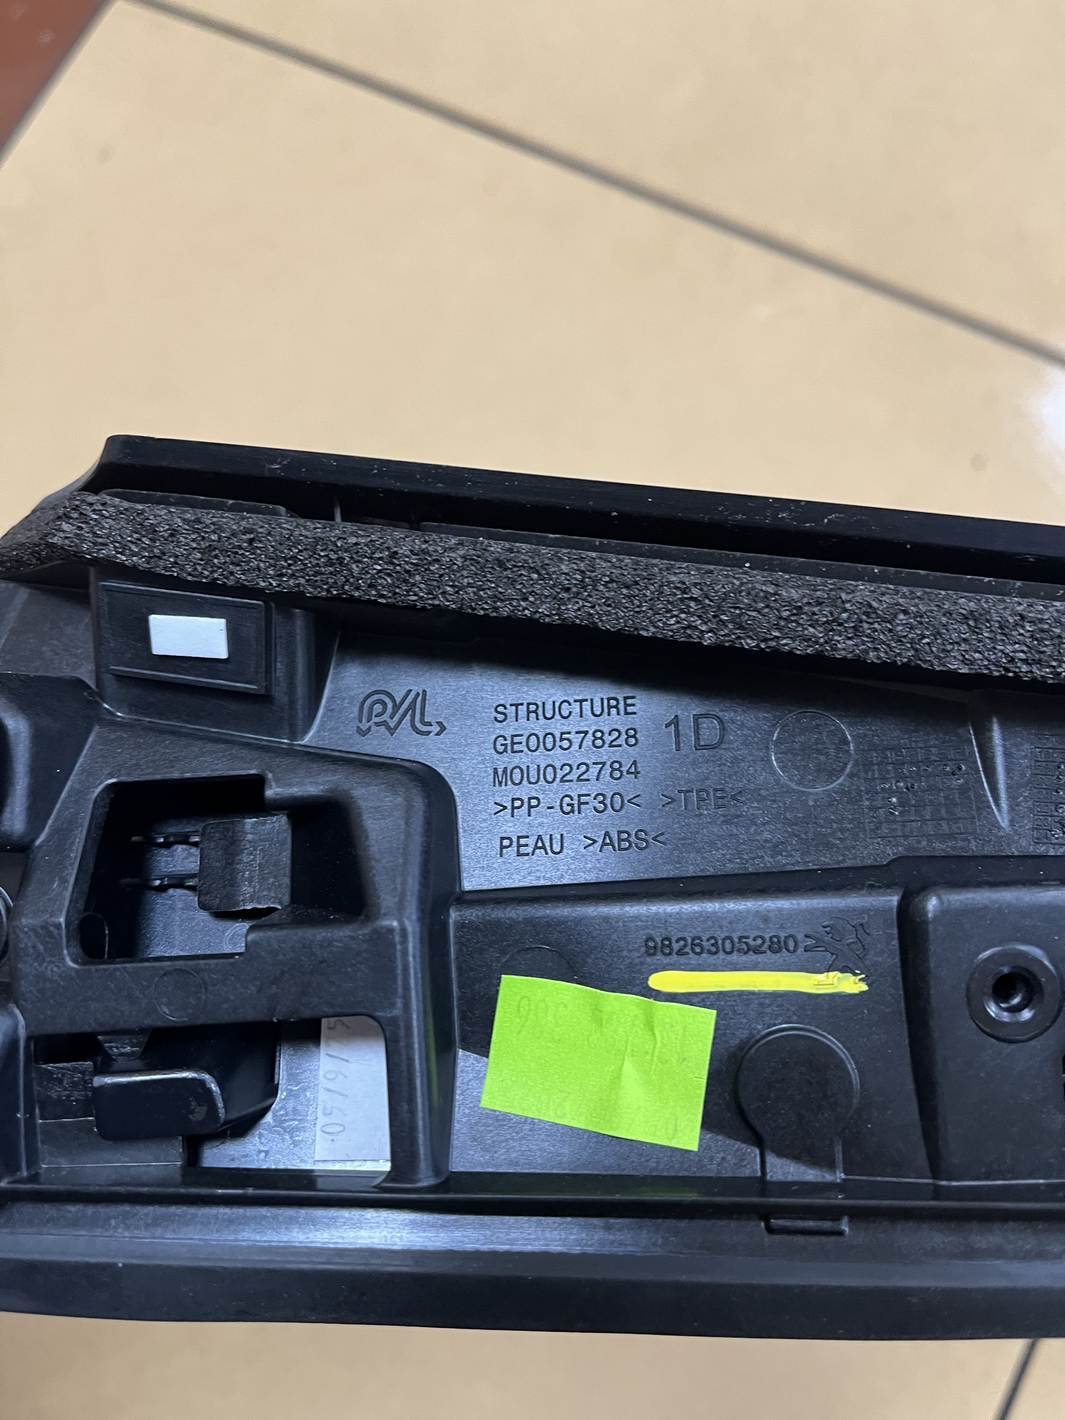 STRUCTURE
GE0057828 1D
MOU022784
>PP-GF30< >TPE<
PEAU >ABS<
9826305280